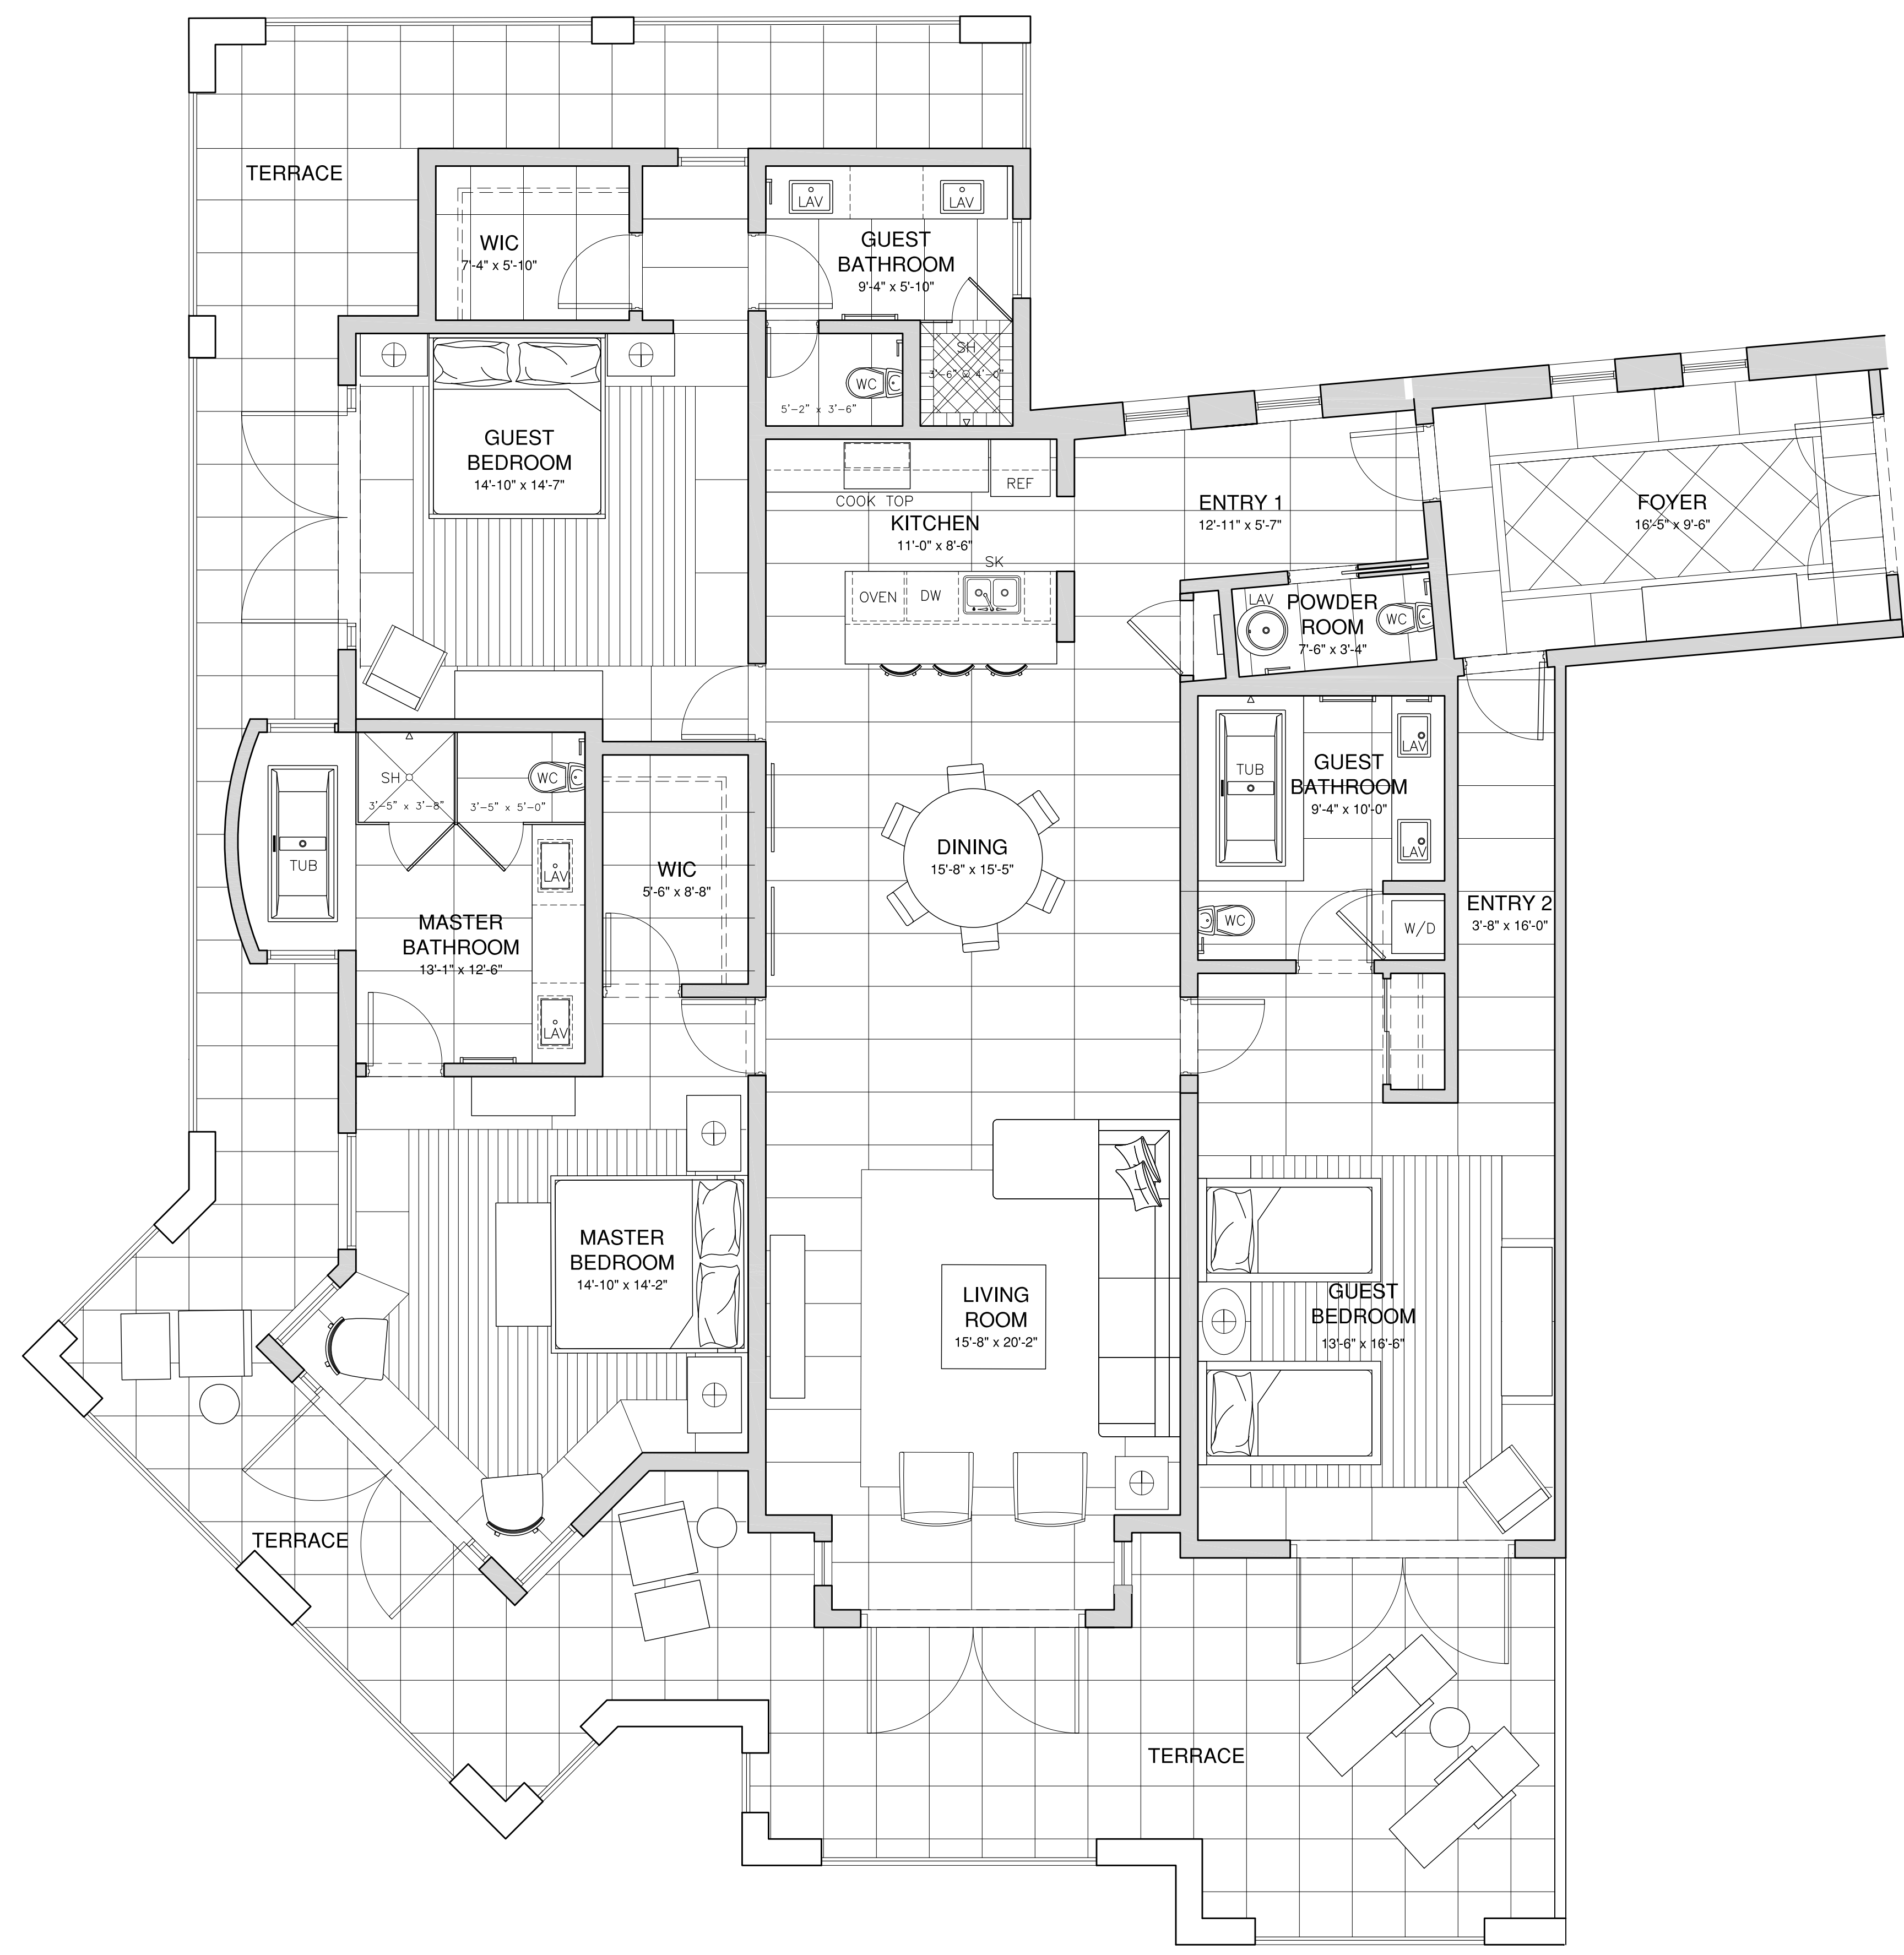 TERRACE
WIC
7'-4" x 5'-10"
LAV
LAV
GUEST
BATHROOM
9'-4" x 5'-10"
SH
3'-6" @ 4'-0"
WC
5'-2" x 3'-6"
GUEST
BEDROOM
14'-10" x 14'-7"
REF
COOK TOP
KITCHEN
11'-0" x 8'-6"
SK
OVEN
DW
ENTRY 1
12'-11" x 5'-7"
FOYER
16'-5" x 9'-6"
LAV
POWDER
ROOM
7'-6" x 3'-4"
WC
SH
3'-5" x 3'-8"
WC
3'-5" x 5'-0"
TUB
LAV
LAV
MASTER
BATHROOM
13'-1" x 12'-6"
WIC
5'-6" x 8'-8"
DINING
15'-8" x 15'-5"
TUB
GUEST
BATHROOM
9'-4" x 10'-0"
LAV
LAV
WC
W/D
ENTRY 2
3'-8" x 16'-0"
MASTER
BEDROOM
14'-10" x 14'-2"
LIVING
ROOM
15'-8" x 20'-2"
GUEST
BEDROOM
13'-6" x 16'-6"
TERRACE
TERRACE